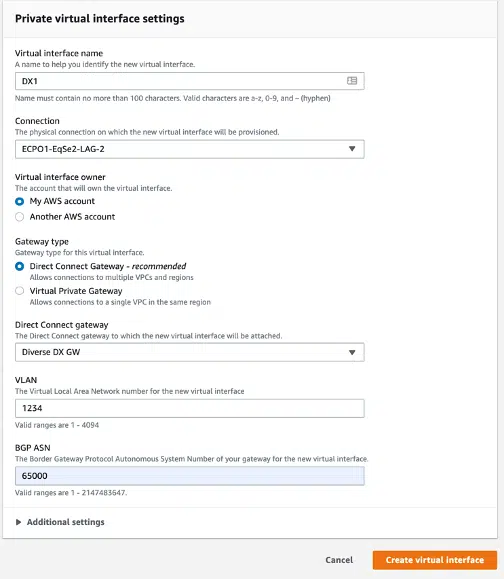 Private virtual interface settings
Virtual interface name
A name to help you identify the new virtual interface.
DX1
Name must contain no more than 100 characters. Valid characters are a-z, 0-9, and – (hyphen)
Connection
The physical connection on which the new virtual interface will be provisioned.
ECPO1-EqSe2-LAG-2
Virtual interface owner
The account that will own the virtual interface.
My AWS account
Another AWS account
Gateway type
Gateway type for this virtual interface.
Direct Connect Gateway - recommended
Allows connections to multiple VPCs and regions
Virtual Private Gateway
Allows connections to a single VPC in the same region
Direct Connect gateway
The Direct Connect gateway to which the new virtual interface will be attached.
Diverse DX GW
VLAN
The Virtual Local Area Network number for the new virtual interface
1234
Valid ranges are 1 - 4094
BGP ASN
The Border Gateway Protocol Autonomous System Number of your gateway for the new virtual interface.
65000
Valid ranges are 1 - 2147483647.
Additional settings
Cancel Create virtual interface